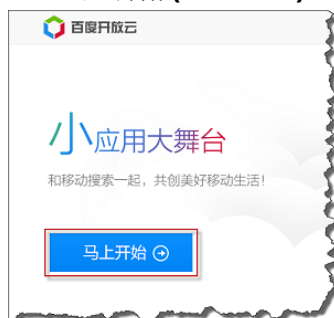 百度开放云
小应用大舞台
和移动搜索一起，共创美好移动生活！
马上开始